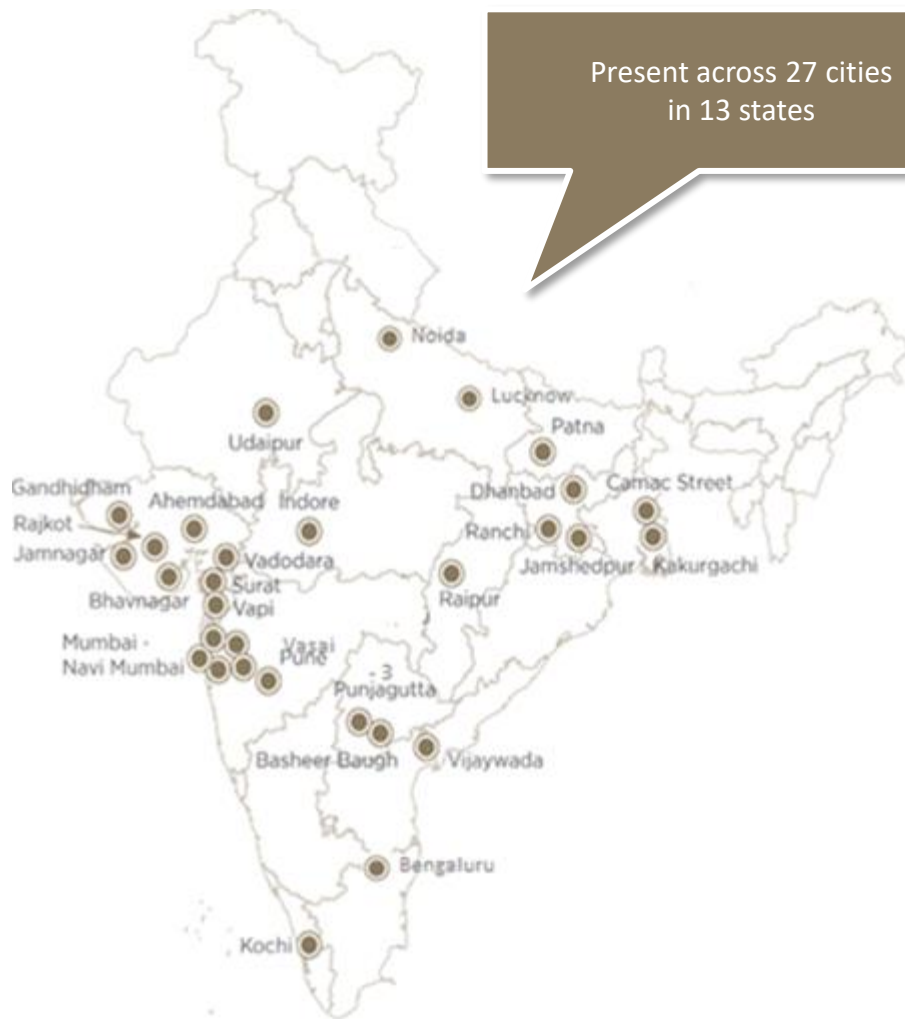 Present across 27 cities
in 13 states
Noida
Lucknow
Udaipur
Patna
Gandhidham
Ahemdabad
Indore
Dhanbad
Camac Street
Rajkot
Ranchi
Jamnagar
Vadodara
Jamshedpur
Kakurgachi
Surat
Raipur
Bhavnagar
Vapi
Mumbai -
Navi Mumbai
Vasai
Pune
- 3
Punjagutta
Basheer Baugh
Vijaywada
Bengaluru
Kochi